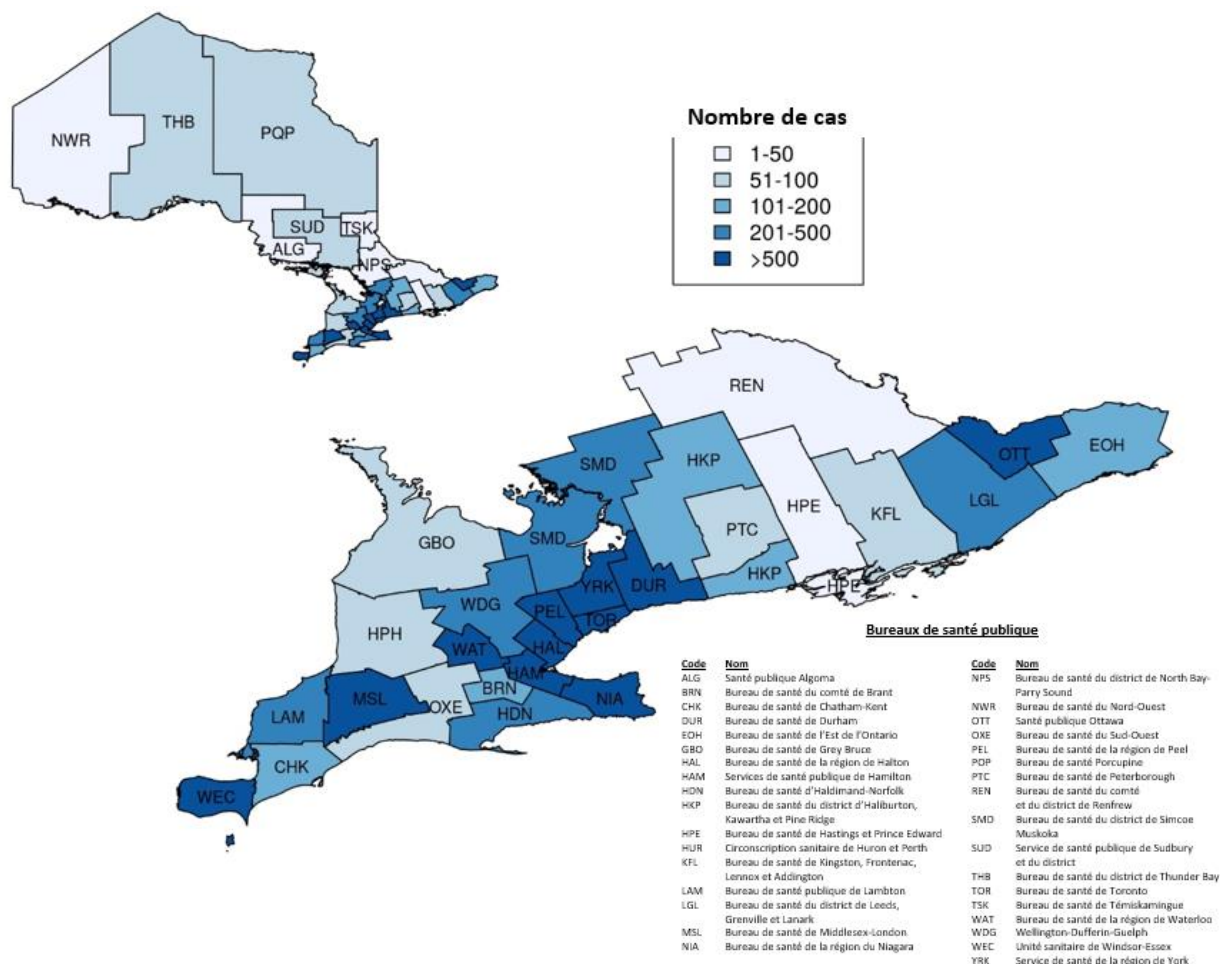 Nombre de cas
1-50
51-100
101-200
201-500
>500
NWR
THB
PQP
SUD
TSK
ALG
NPS
REN
SMD
HKP
OTT
EOH
HPE
KFL
LGL
PTC
GBO
SMD
HKP
YRK
DUR
HPE
WDG
PEL
TOR
HPH
WAT
HAL
HAM
BRN
NIA
MSL
OXE
HDN
LAM
CHK
WEC
Bureaux de santé publique
Code Nom
ALG Santé publique Algoma
BRN Bureau de santé du comté de Brant
CHK Bureau de santé de Chatham-Kent
DUR Bureau de santé de Durham
EOH Bureau de santé de l'Est de l'Ontario
GBO Bureau de santé de Grey Bruce
HAL Bureau de santé de la région de Halton
HAM Services de santé publique de Hamilton
HDN Bureau de santé d'Haldimand-Norfolk
HKP Bureau de santé du district d'Haliburton,
Kawartha et Pine Ridge
HPE Bureau de santé de Hastings et Prince Edward
HUR Circonscription sanitaire de Huron et Perth
KFL Bureau de santé de Kingston, Frontenac,
Lennox et Addington
LAM Bureau de santé publique de Lambton
LGL Bureau de santé du district de Leeds,
Grenville et Lanark
MSL Bureau de santé de Middlesex-London
NIA Bureau de santé de la région du Niagara
Code Nom
NPS Bureau de santé du district de North Bay-
Parry Sound
NWR Bureau de santé du Nord-Ouest
OTT Santé publique Ottawa
OXE Bureau de santé du Sud-Ouest
PEL Bureau de santé de la région de Peel
PQP Bureau de santé Porcupine
PTC Bureau de santé de Peterborough
REN Bureau de santé du comté
et du district de Renfrew
SMD Bureau de santé du district de Simcoe
Muskoka
SUD Service de santé publique de Sudbury
et du district
THB Bureau de santé du district de Thunder Bay
TOR Bureau de santé de Toronto
TSK Bureau de santé de Témiskamingue
WAT Bureau de santé de la région de Waterloo
WDG Wellington-Dufferin-Guelph
WEC Unité sanitaire de Windsor-Essex
YRK Service de santé de la région de York